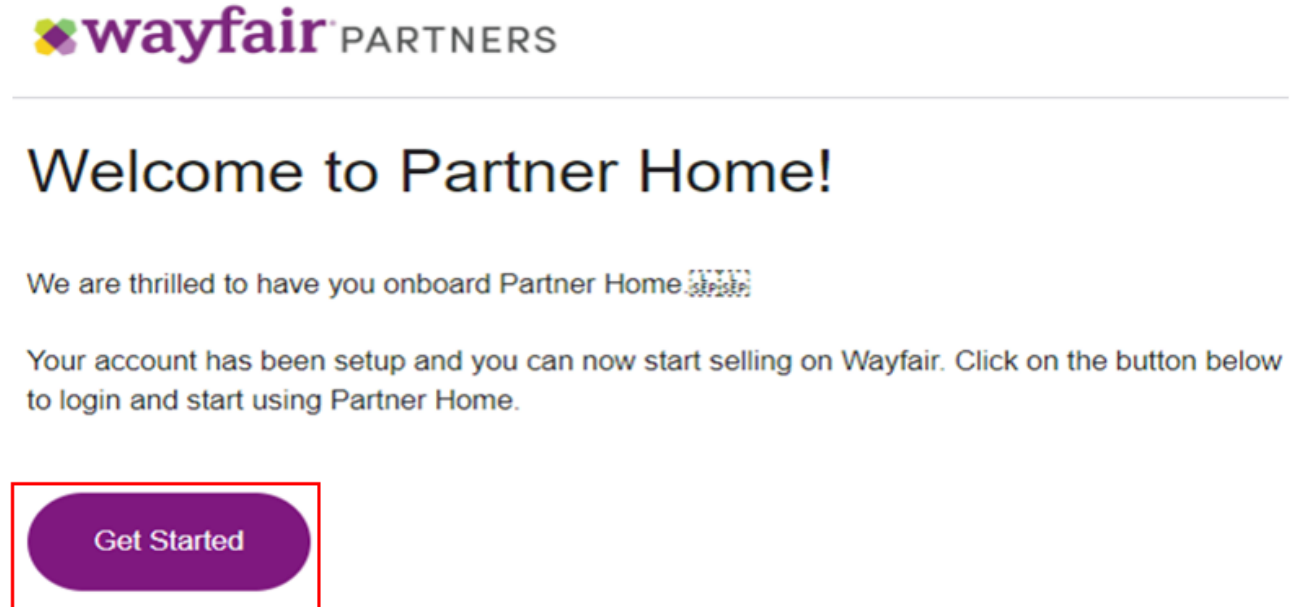 wayfair PARTNERS
Welcome to Partner Home!
We are thrilled to have you onboard Partner Home.
Your account has been setup and you can now start selling on Wayfair. Click on the button below
to login and start using Partner Home.
Get Started